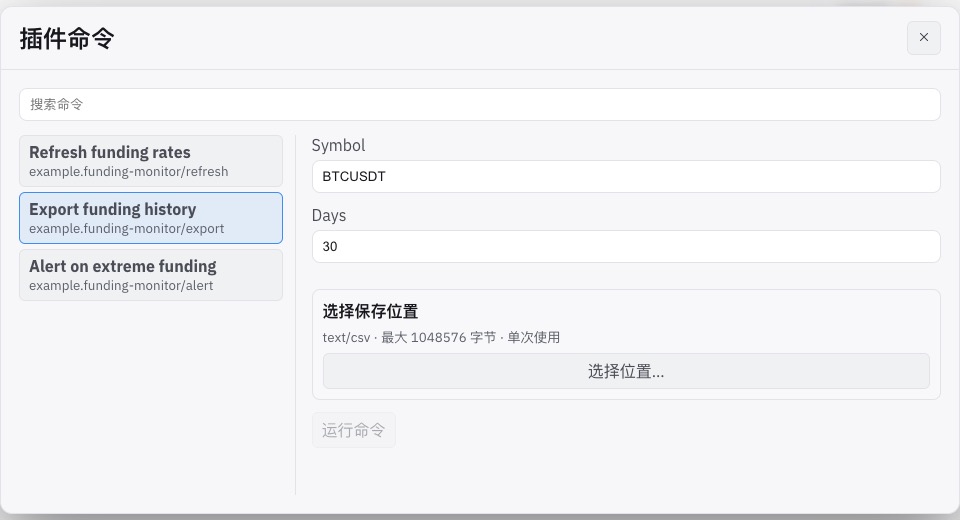 插件命令
×
搜索命令
Refresh funding rates
example.funding-monitor/refresh
Export funding history
example.funding-monitor/export
Alert on extreme funding
example.funding-monitor/alert
Symbol
BTCUSDT
Days
30
选择保存位置
text/csv · 最大 1048576 字节 · 单次使用
选择位置...
运行命令